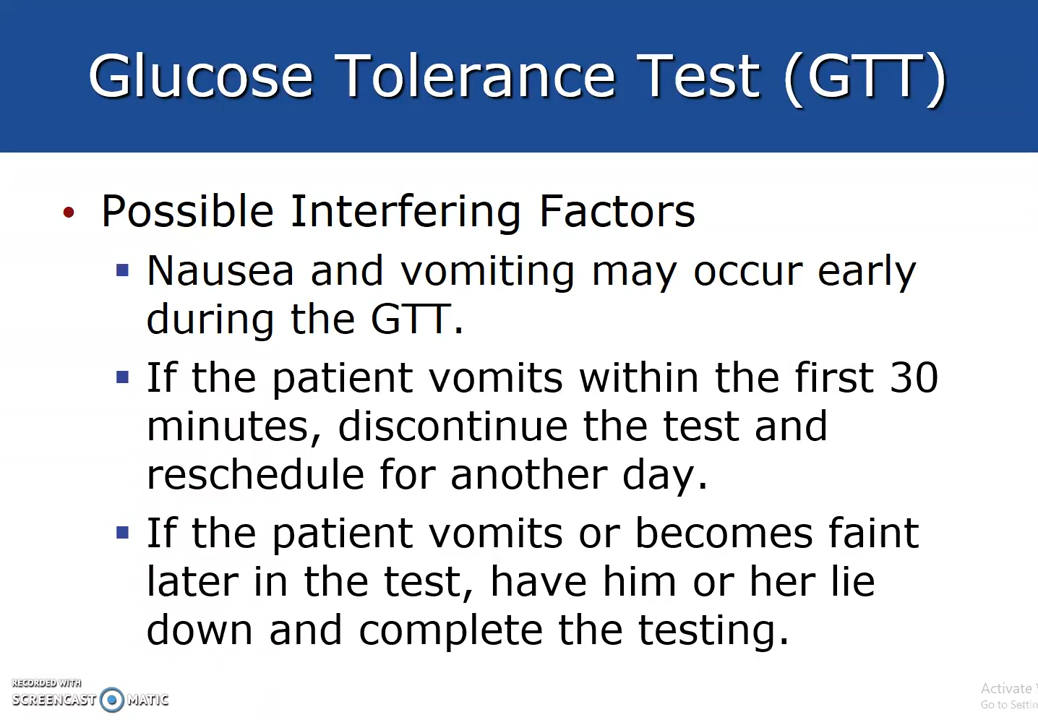 Glucose Tolerance Test (GTT)
• Possible Interfering Factors
▪ Nausea and vomiting may occur early
during the GTT.
▪ If the patient vomits within the first 30
minutes, discontinue the test and
reschedule for another day.
▪ If the patient vomits or becomes faint
later in the test, have him or her lie
down and complete the testing.
RECORDED WITH
SCREENCAST MATIC
Activate
Go to